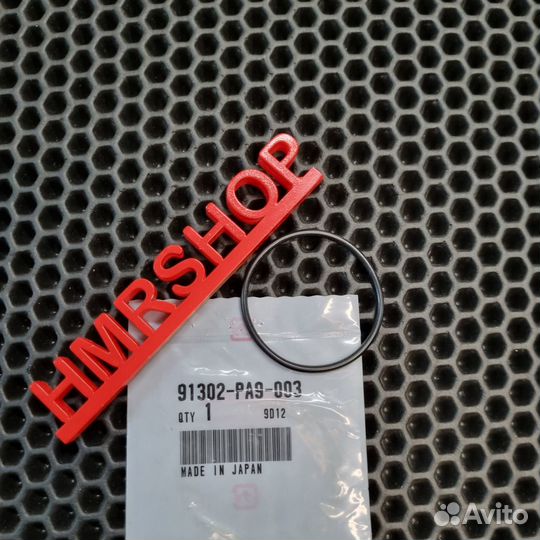 HMRSHOP
91302-PA9-003
QTY 1 9D12
MADE IN JAPAN
Avito